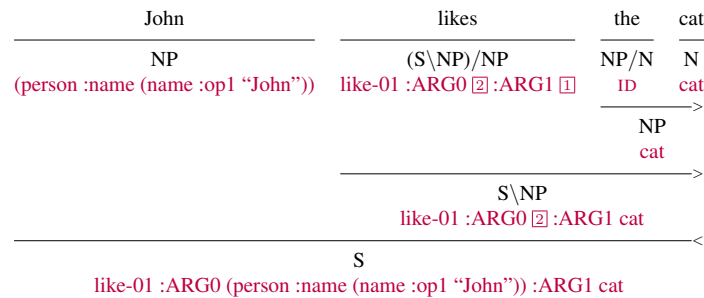 John likes the cat
NP (S\NP)/NP NP/N N
(person :name (name :op1 “John”)) like-01 :ARG0 2 :ARG1 1 ID cat
>
NP
cat
>
S\NP
like-01 :ARG0 2 :ARG1 cat
<
S
like-01 :ARG0 (person :name (name :op1 “John”)) :ARG1 cat